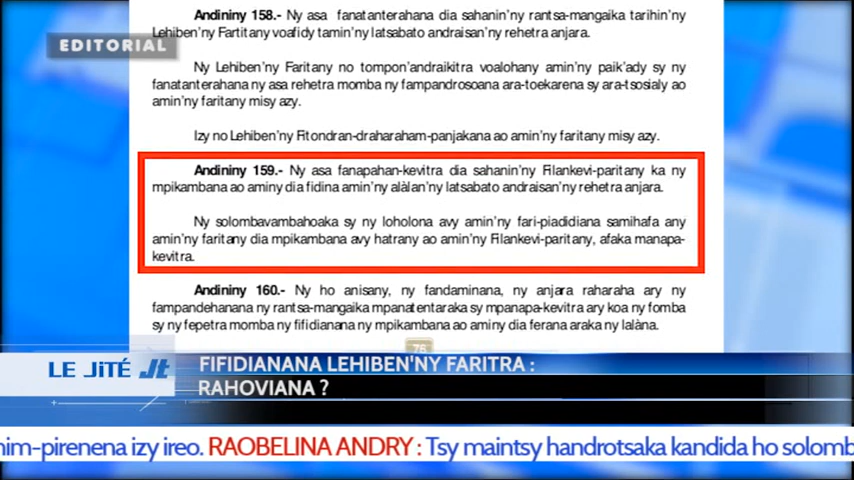 EDITORIAL
Andininy 158.- Ny asa fanatanterahana dia sahanin'ny rantsa-mangaika tarihin'ny
Lehiben'ny Fartitany voafidy tamin'ny latsabato andraisan'ny rehetra anjara.
Ny Lehiben'ny Faritany no tompon'andraikitra voalohany amin'ny paik'ady sy ny
fanatanterahana ny asa rehetra momba ny fampandrosoana ara-toekarena sy ara-tsosialy ao
amin'ny faritany misy azy.
Izy no Lehiben'ny Fitondran-draharaham-panjakana ao amin'ny faritany misy azy.
Andininy 159.- Ny asa fanapahan-kevitra dia sahanin'ny Filankevi-paritany ka ny
mpikambana ao aminy dia fidina amin'ny alàlan'ny latsabato andraisan'ny rehetra anjara.
Ny solombavambahoaka sy ny loholona avy amin'ny fari-piadidiana samihafa any
amin'ny faritany dia mpikambana avy hatrany ao amin'ny Filankevi-paritany, afaka manapa-
kevitra.
Andininy 160.- Ny ho anisany, ny fandaminana, ny anjara raharaha ary ny
fampandehanana ny rantsa-mangaika mpanatentaraka sy mpanapa-kevitra ary koa ny fomba
sy ny fepetra momba ny fifidianana ny mpikambana ao aminy dia ferana araka ny lalàna.
76
LE JiTÉ Jt
FIFIDIANANA LEHIBEN'NY FARITRA :
RAHOVIANA ?
nim-pirenena izy ireo. RAOBELINA ANDRY : Tsy maintsy handrotsaka kandida ho solomb